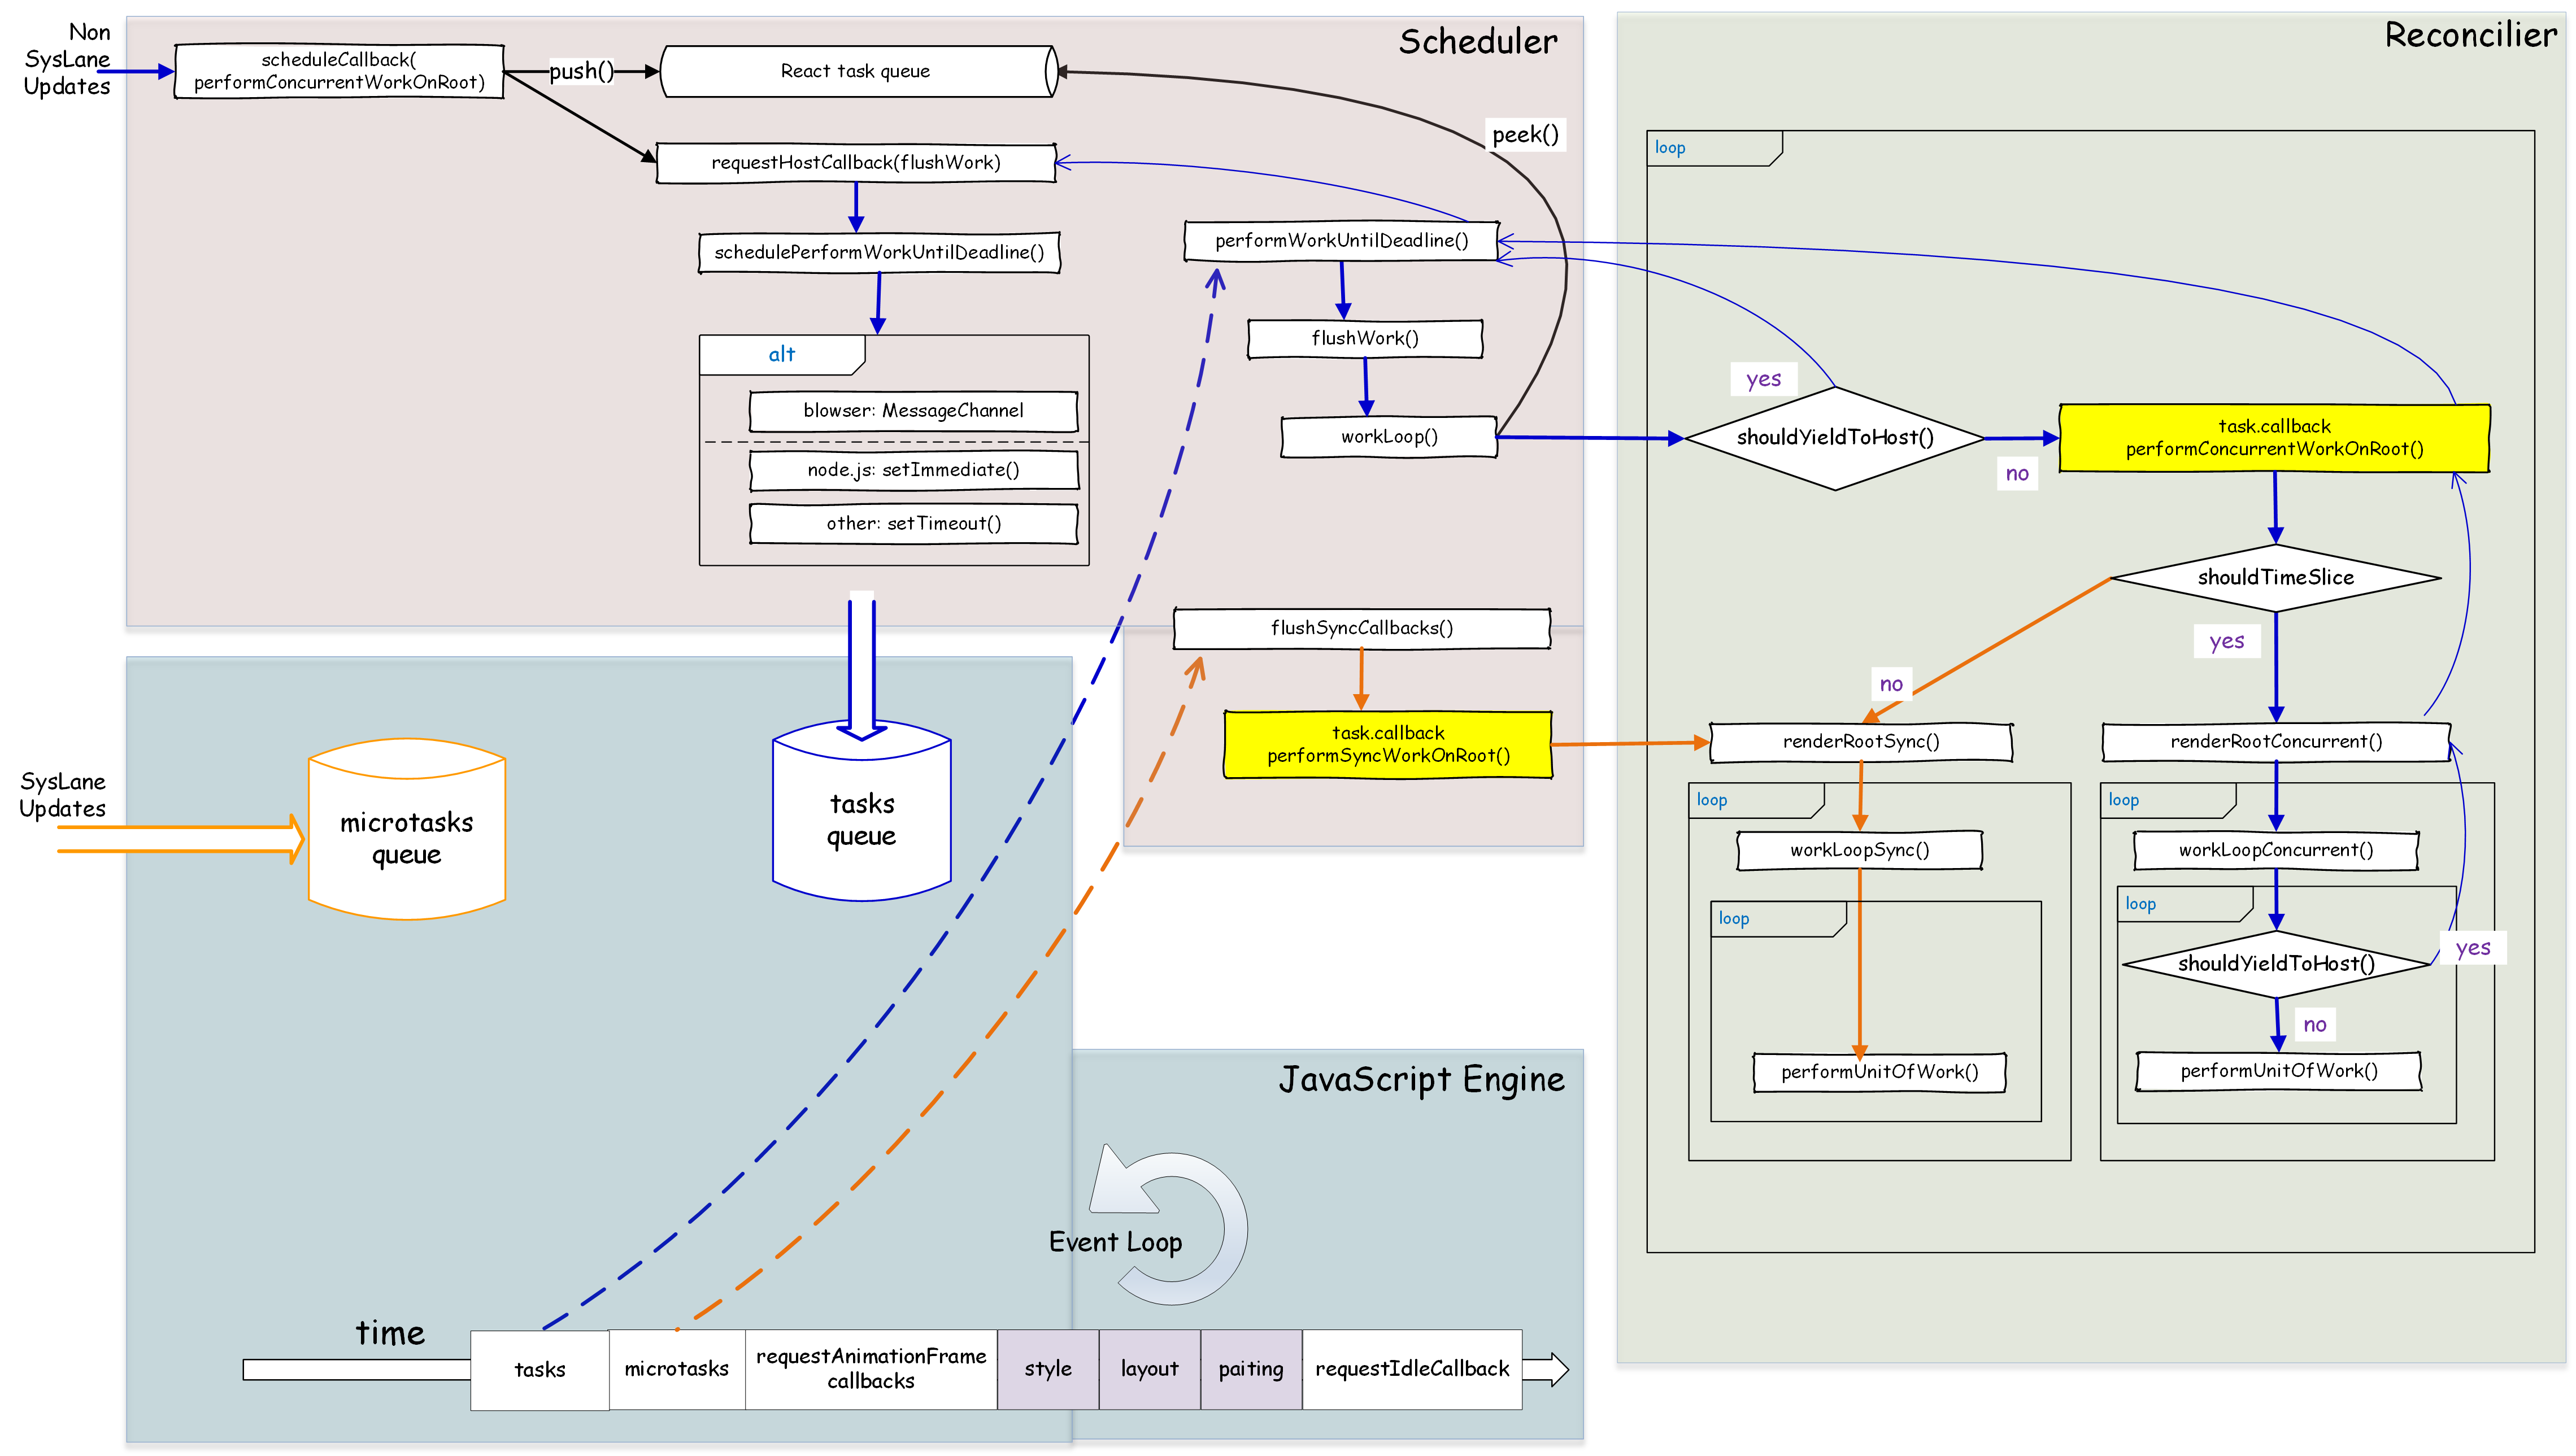 Scheduler
Non
SysLane
Updates
scheduleCallback(
performConcurrentWorkOnRoot)
push()
React task queue
peek()
requestHostCallback(flushWork)
schedulePerformWorkUntilDeadline()
performWorkUntilDeadline()
flushWork()
workLoop()
alt
blowser: MessageChannel
node.js: setImmediate()
other: setTimeout()
flushSyncCallbacks()
task.callback
performSyncWorkOnRoot()
Reconcilier
loop
yes
shouldYieldToHost()
no
task.callback
performConcurrentWorkOnRoot()
shouldTimeSlice
yes
no
renderRootSync()
renderRootConcurrent()
loop
workLoopSync()
loop
performUnitOfWork()
loop
workLoopConcurrent()
loop
shouldYieldToHost()
yes
no
performUnitOfWork()
SysLane
Updates
microtasks
queue
tasks
queue
JavaScript Engine
Event Loop
time
tasks
microtasks
requestAnimationFrame
callbacks
style
layout
paiting
requestIdleCallback